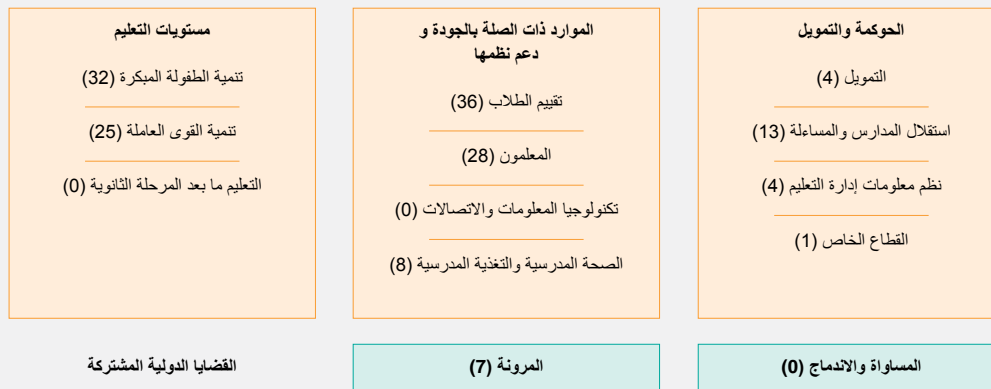 الحوكمة والتمويل
التمويل (4)
استقلال المدارس والمساءلة (13)
نظم معلومات إدارة التعليم (4)
القطاع الخاص (1)
الموارد ذات الصلة بالجودة و
دعم نظمها
تقييم الطلاب (36)
المعلمون (28)
تكنولوجيا المعلومات والاتصالات (0)
الصحة المدرسية والتغذية المدرسية (8)
مستويات التعليم
تنمية الطفولة المبكرة (32)
تنمية القوى العاملة (25)
التعليم ما بعد المرحلة الثانوية (0)
المساواة والاندماج (0)
المرونة (7)
القضايا الدولية المشتركة